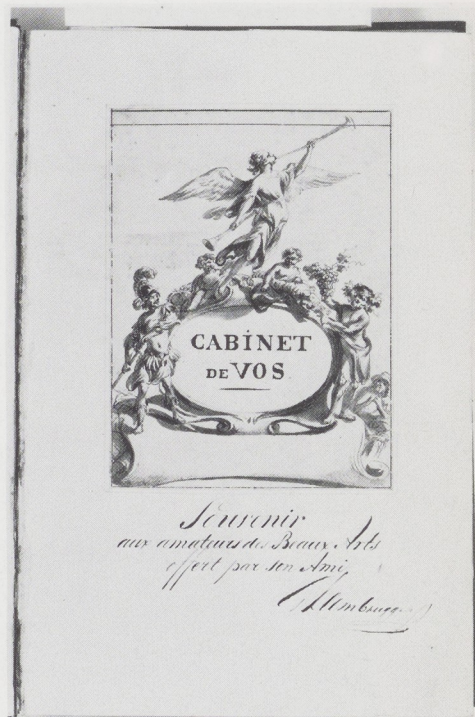 CABINET
DE VOS
Souvenir
aux amateurs des Beaux Arts
offert par son Ami